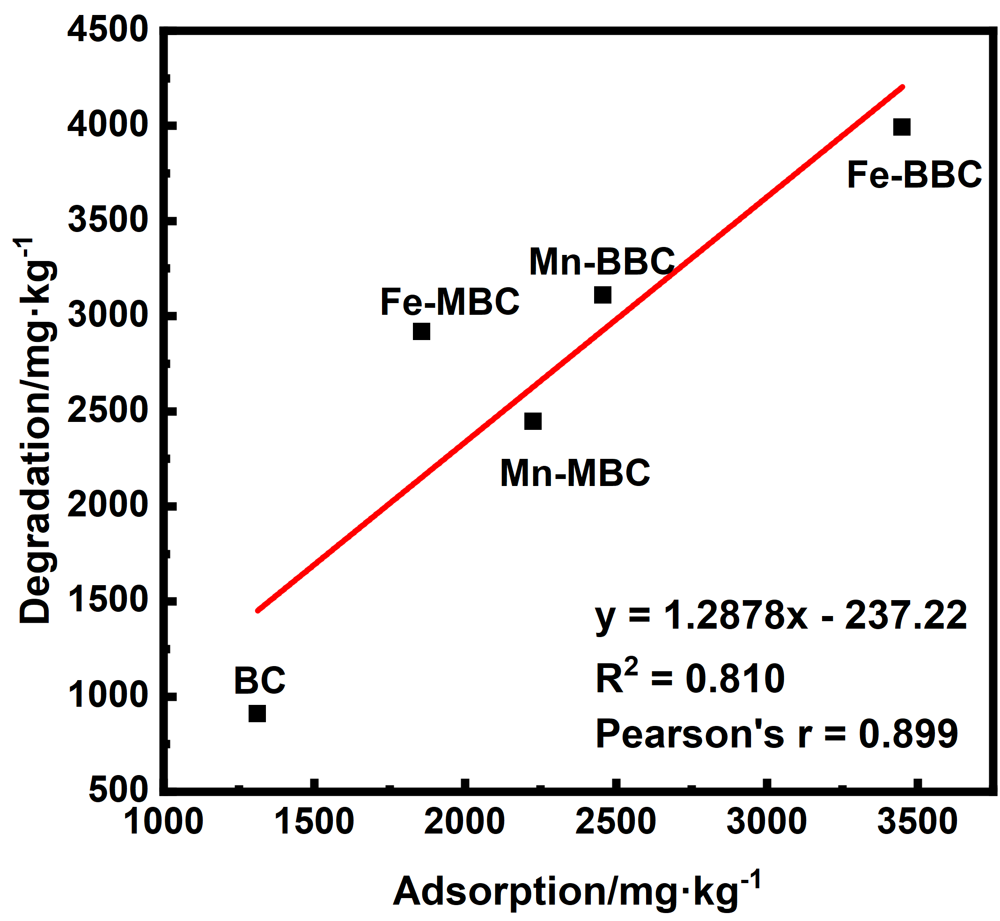 4500
4000
3500
3000
2500
2000
1500
1000
500
Degradation/mg·kg⁻¹
Fe-BBC
Mn-BBC
Fe-MBC
Mn-MBC
BC
y = 1.2878x - 237.22
R² = 0.810
Pearson's r = 0.899
1000 1500 2000 2500 3000 3500
Adsorption/mg·kg⁻¹